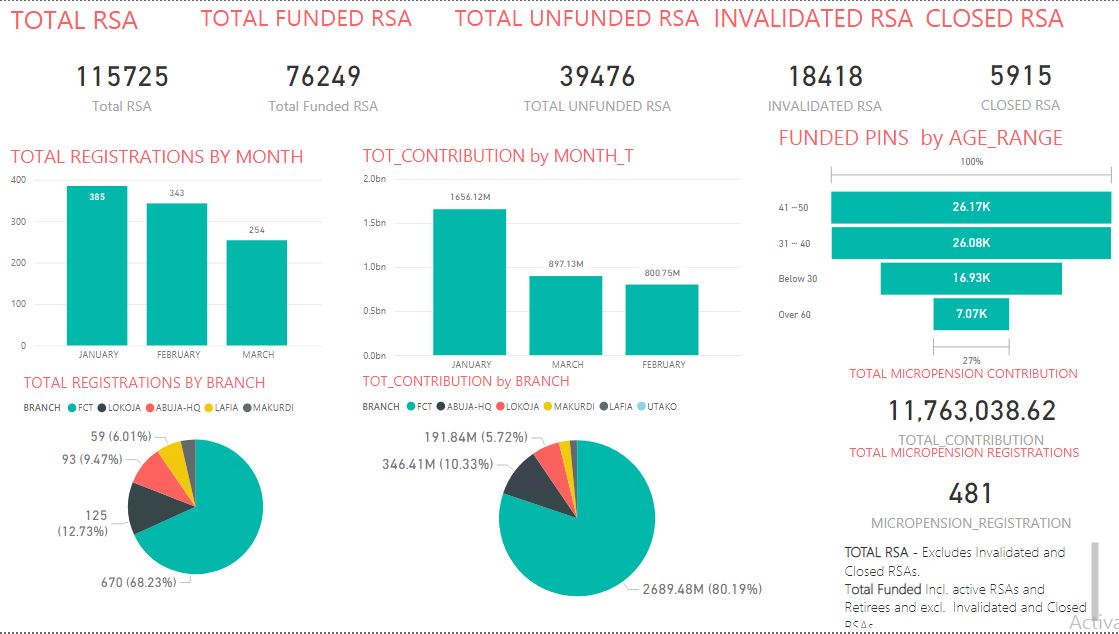 TOTAL RSA
TOTAL FUNDED RSA
TOTAL UNFUNDED RSA
INVALIDATED RSA
CLOSED RSA
115725
Total RSA
76249
Total Funded RSA
39476
TOTAL UNFUNDED RSA
18418
INVALIDATED RSA
5915
CLOSED RSA
TOTAL REGISTRATIONS BY MONTH
400
300
200
100
0
385
343
254
JANUARY
FEBRUARY
MARCH
TOT_CONTRIBUTION by MONTH_T
2.0bn
1.5bn
1.0bn
0.5bn
0.0bn
1656.12M
897.13M
800.75M
JANUARY
MARCH
FEBRUARY
FUNDED PINS by AGE_RANGE
100%
41 ~50
26.17K
31 ~ 40
26.08K
Below 30
16.93K
Over 60
7.07K
27%
TOTAL REGISTRATIONS BY BRANCH
BRANCH FCT LOKOJA ABUJA-HQ LAFIA MAKURDI
59 (6.01%)
93 (9.47%)
125
(12.73%)
670 (68.23%)
TOT_CONTRIBUTION by BRANCH
BRANCH FCT ABUJA-HQ LOKOJA MAKURDI LAFIA UTAKO
191.84M (5.72%)
346.41M (10.33%)
2689.48M (80.19%)
TOTAL MICROPENSION CONTRIBUTION
11,763,038.62
TOTAL_CONTRIBUTION
TOTAL MICROPENSION REGISTRATIONS
481
MICROPENSION_REGISTRATION
TOTAL RSA - Excludes Invalidated and
Closed RSAs.
Total Funded Incl. active RSAs and
Retirees and excl. Invalidated and Closed
RSAs
Activa